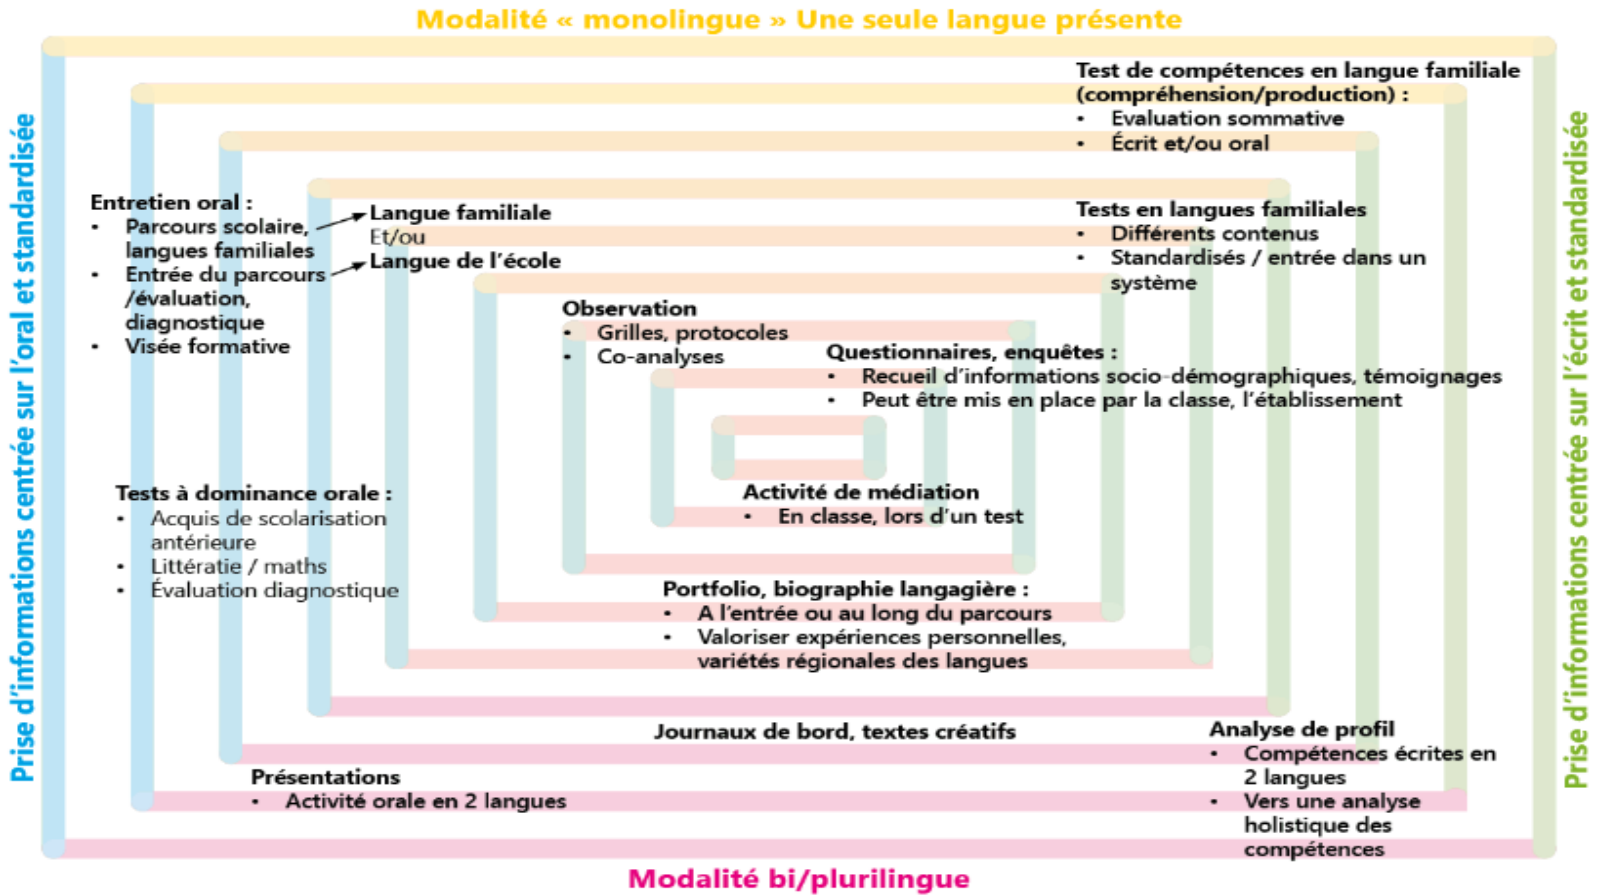 Modalité « monolingue » Une seule langue présente
Prise d'informations centrée sur l'oral et standardisée
Test de compétences en langue familiale
(compréhension/production) :
• Evaluation sommative
• Écrit et/ou oral
Entretien oral :
• Parcours scolaire,
langues familiales
• Entrée du parcours
/évaluation,
diagnostique
• Visée formative
Langue familiale
Et/ou
Langue de l'école
Tests en langues familiales
• Différents contenus
• Standardisés / entrée dans un
système
Observation
• Grilles, protocoles
• Co-analyses
Questionnaires, enquêtes :
• Recueil d'informations socio-démographiques, témoignages
• Peut être mis en place par la classe, l'établissement
Tests à dominance orale :
• Acquis de scolarisation
antérieure
• Littératie / maths
• Évaluation diagnostique
Activité de médiation
• En classe, lors d'un test
Portfolio, biographie langagière :
• A l'entrée ou au long du parcours
• Valoriser expériences personnelles,
variétés régionales des langues
Journaux de bord, textes créatifs
Analyse de profil
• Compétences écrites en
2 langues
• Vers une analyse
holistique des
compétences
Présentations
• Activité orale en 2 langues
Prise d'informations centrée sur l'écrit et standardisée
Modalité bi/plurilingue